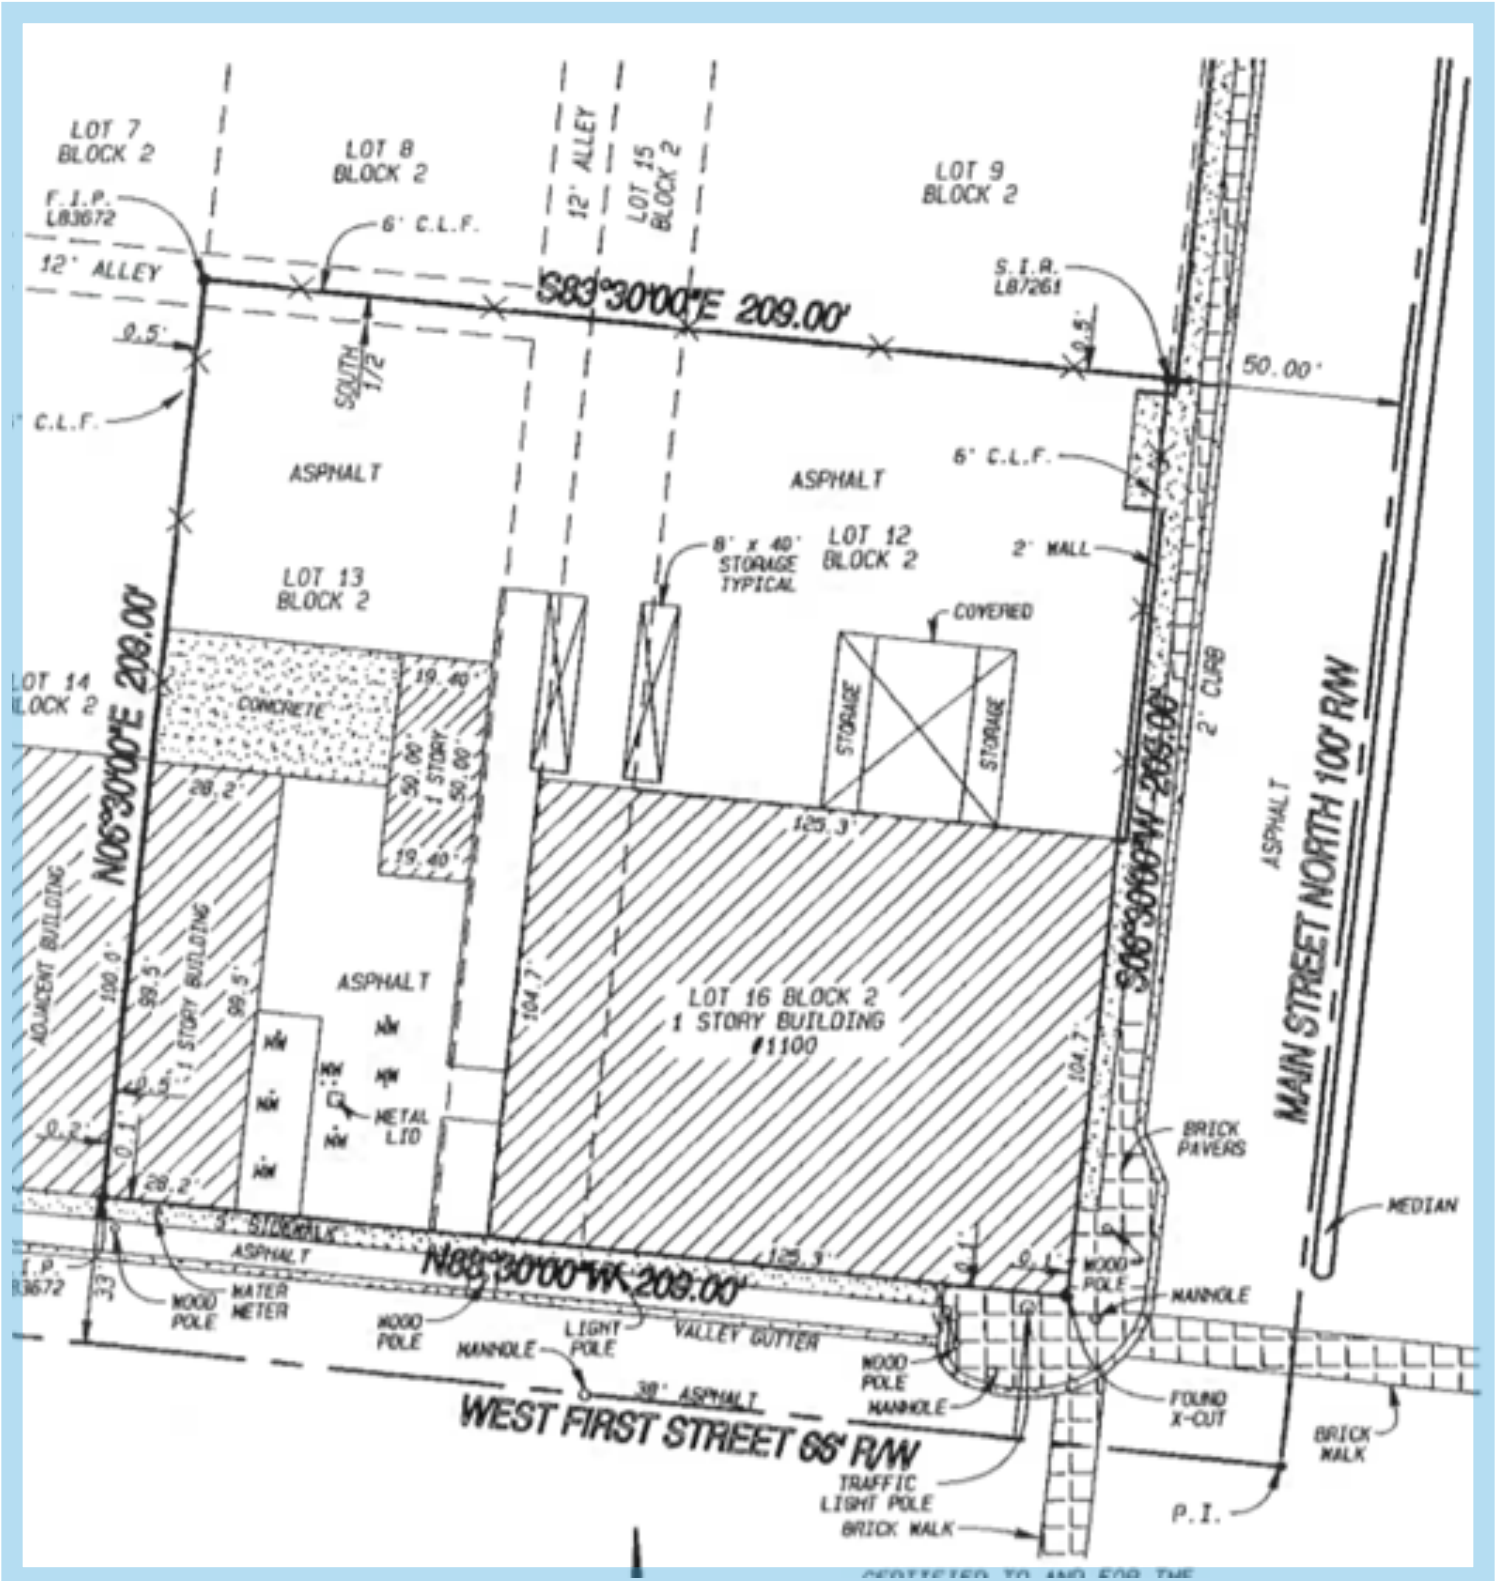 LOT 7
BLOCK 2
LOT 8
BLOCK 2
12' ALLEY
LOT 15
BLOCK 2
LOT 9
BLOCK 2
F.I.P.
LB3672
6' C.L.F.
12' ALLEY
S83°30'00"E 209.00'
S.I.R.
LB7261
0.5'
0.5'
50.00'
SOUTH
1/2
' C.L.F.
ASPHALT
ASPHALT
6' C.L.F.
8' x 40'
STORAGE
TYPICAL
LOT 12
BLOCK 2
2' WALL
LOT 13
BLOCK 2
COVERED
N06°30'00"E 209.00'
LOT 14
LOCK 2
CONCRETE
19.40'
50.00'
1 STORY
50.00'
19.40'
STORAGE
STORAGE
2' CURB
S06°30'00"W 209.00'
MAIN STREET NORTH 100' R/W
ASPHALT
28.2'
125.3'
ADJACENT BUILDING
100.0'
99.5'
1 STORY BUILDING
99.5'
ASPHALT
104.7'
LOT 16 BLOCK 2
1 STORY BUILDING
#1100
104.7'
METAL
LID
0.2'
0.1'
BRICK
PAVERS
28.2'
MEDIAN
5' SIDEWALK
ASPHALT
125.3'
0.1'
WOOD
POLE
MANHOLE
I.P.
B3672
33'
WOOD
POLE
WATER
METER
WOOD
POLE
LIGHT
POLE
VALLEY GUTTER
MANHOLE
WOOD
POLE
MANHOLE
38' ASPHALT
FOUND
X-CUT
BRICK
WALK
WEST FIRST STREET 66' R/W
TRAFFIC
LIGHT POLE
BRICK WALK
P.I.
CERTIFIED TO AND FOR THE